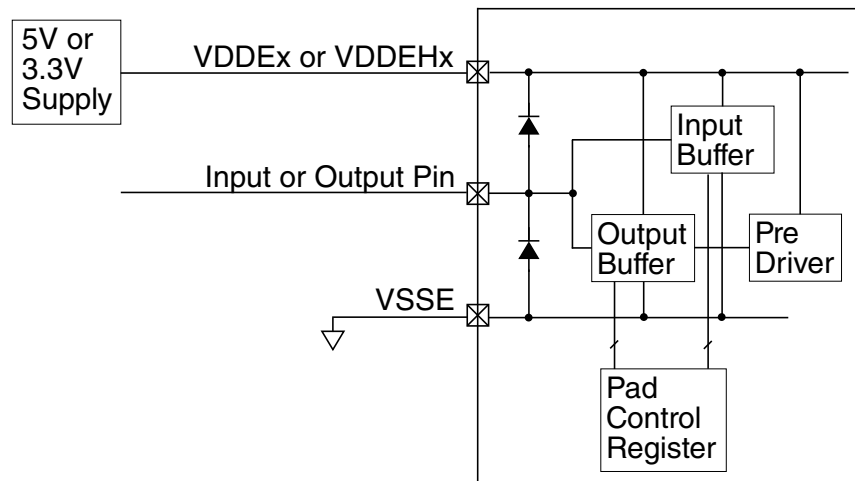 5V or
3.3V
Supply
VDDEx or VDDEHx
Input
Buffer
Input or Output Pin
Output
Buffer
Pre
Driver
VSSE
Pad
Control
Register